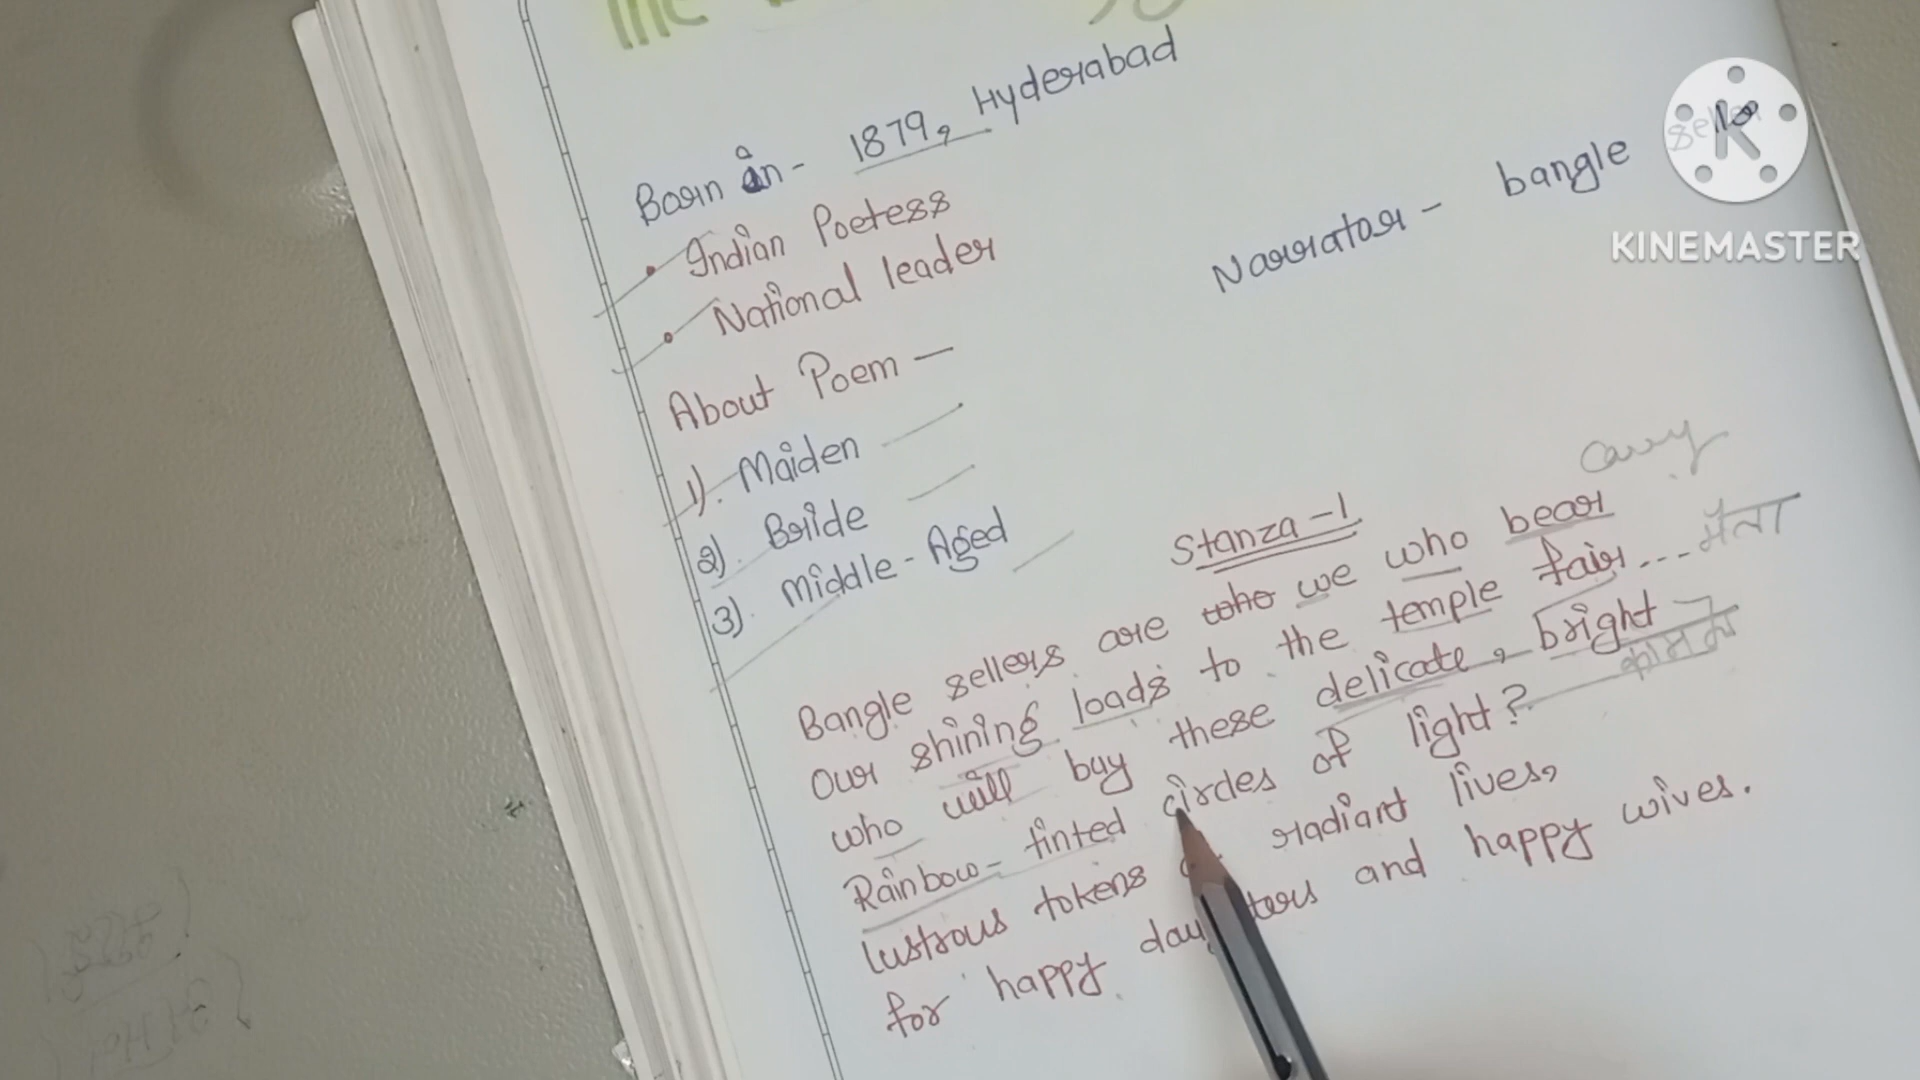 The
Born in - 1879, Hyderabad
• Indian Poetess
• National leader
Narrator - bangle seller
KINEMASTER
About Poem —
1). Maiden
2). Bride
3). Middle-Aged
carry
Stanza-1
Bangle sellers are who we who bear
Our shining loads to the temple fair... मेला
who will buy these delicate, bright
कोमल
Rainbow-tinted circles of light?
lustrous tokens radiant lives,
for happy and happy wives.